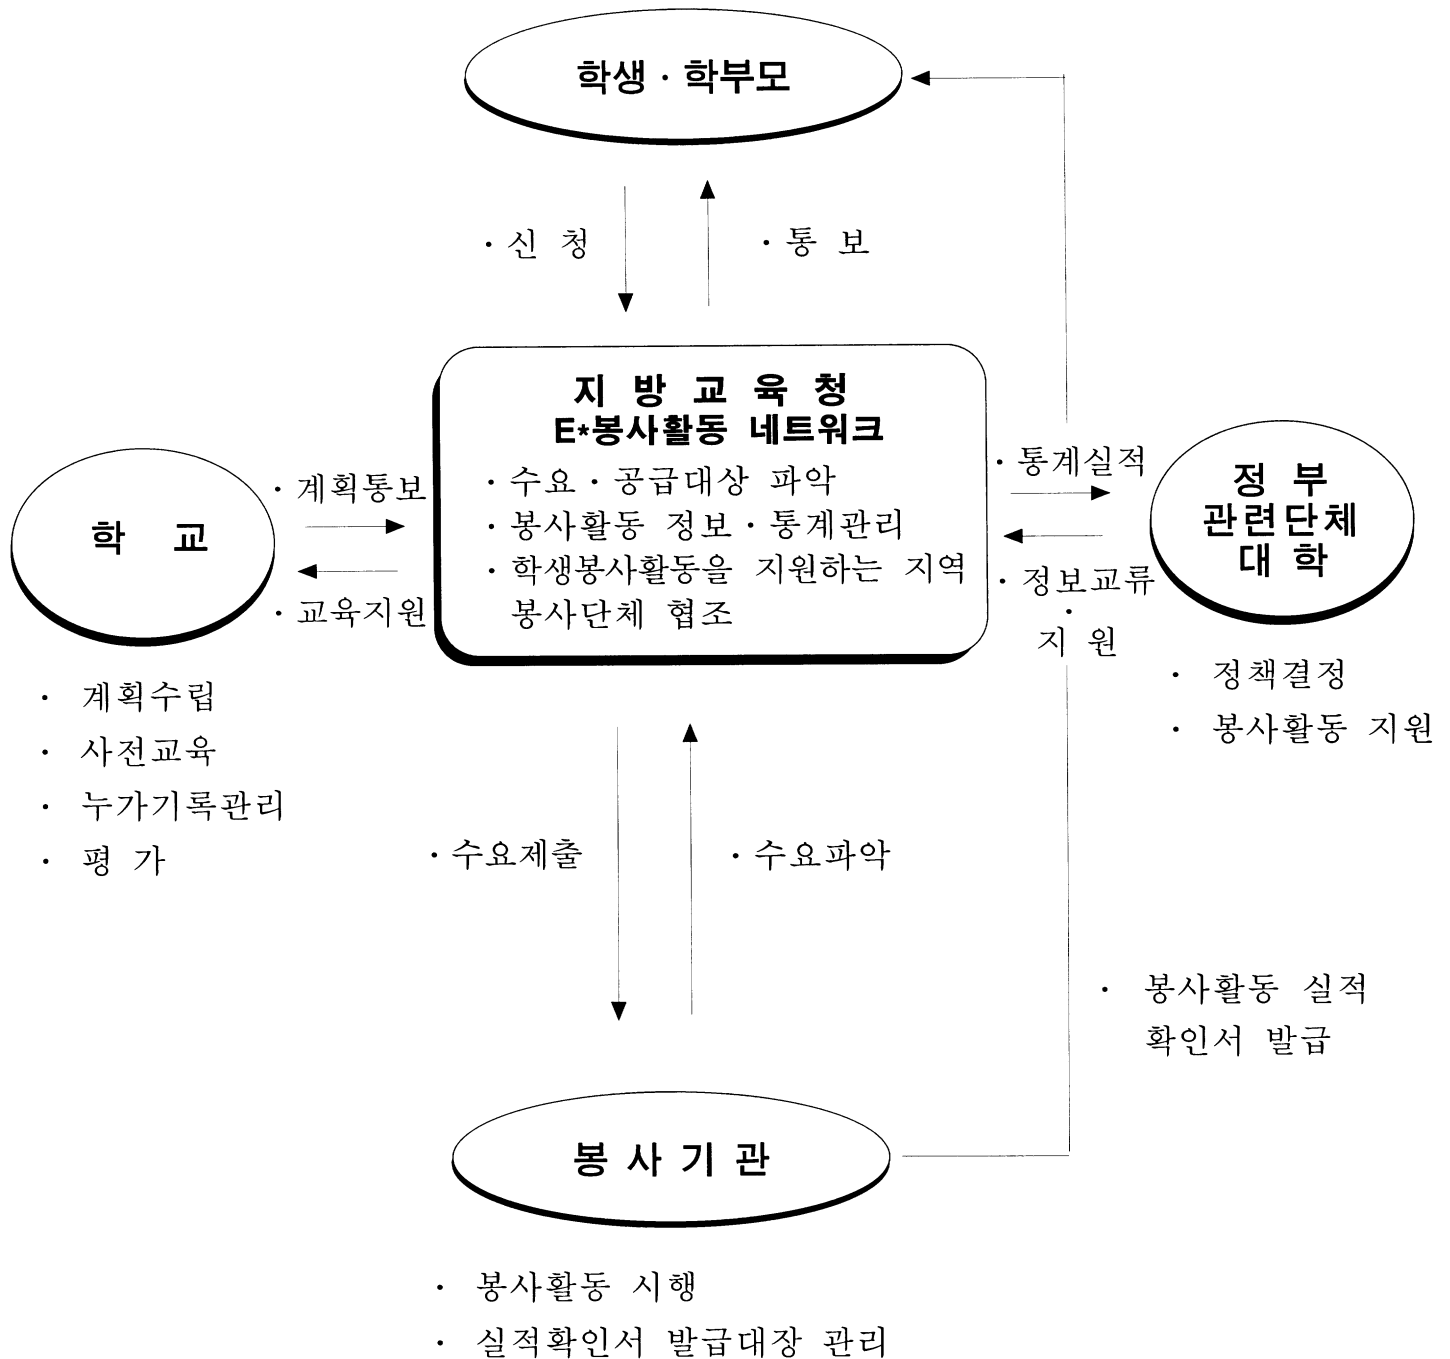 학생 · 학부모
· 신 청
· 통 보
지 방 교 육 청
E*봉사활동 네트워크
· 수요 · 공급대상 파악
· 봉사활동 정보 · 통계관리
· 학생봉사활동을 지원하는 지역
봉사단체 협조
· 계획통보
학 교
· 교육지원
· 통계실적
정 부
관련단체
대 학
· 정보교류
·
지 원
· 계획수립
· 사전교육
· 누가기록관리
· 평 가
· 정책결정
· 봉사활동 지원
· 수요제출
· 수요파악
· 봉사활동 실적
확인서 발급
봉 사 기 관
· 봉사활동 시행
· 실적확인서 발급대장 관리